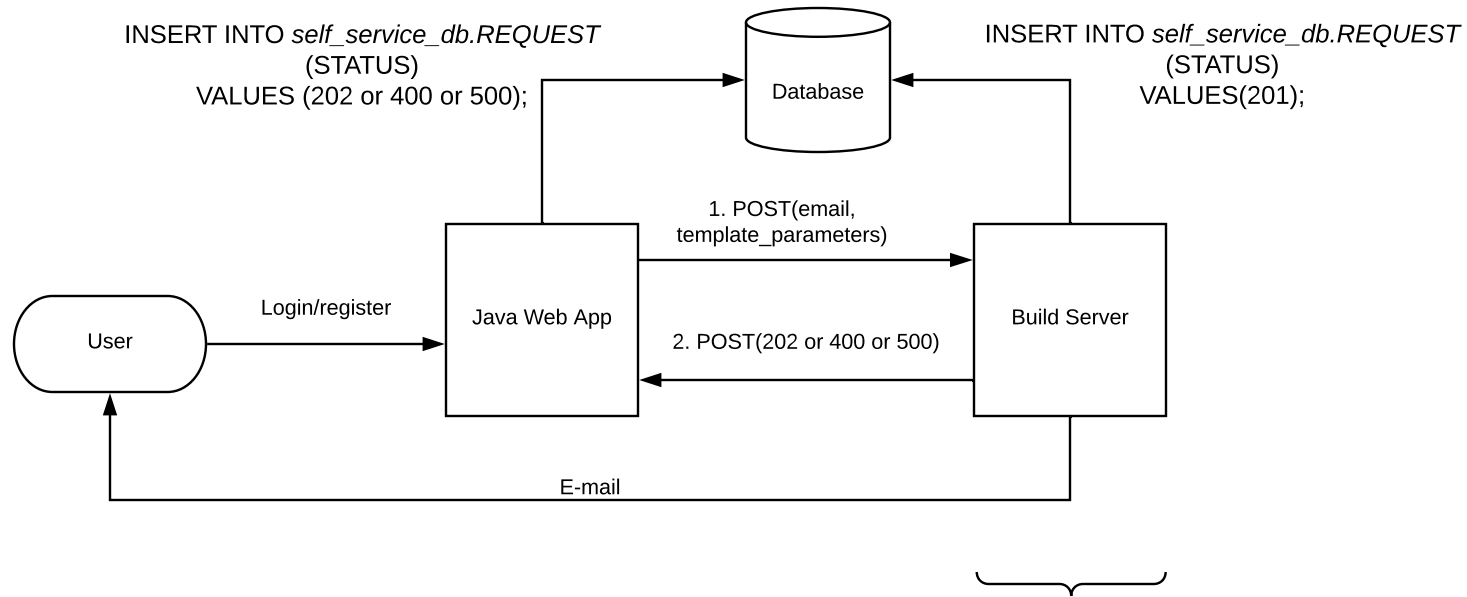 INSERT INTO self_service_db.REQUEST
(STATUS)
VALUES (202 or 400 or 500);
Database
INSERT INTO self_service_db.REQUEST
(STATUS)
VALUES(201);
1. POST(email,
template_parameters)
Login/register
User
Java Web App
Build Server
2. POST(202 or 400 or 500)
E-mail